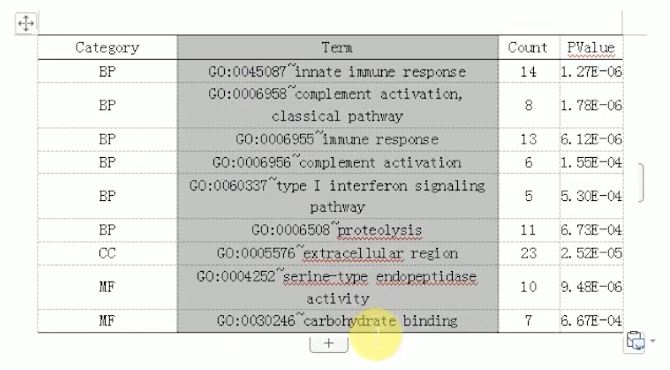 Category Term Count PValue
BP GO:0045087~innate immune response 14 1.27E-06
BP GO:0006958~complement activation, 8 1.78E-06
classical pathway
BP GO:0006955~immune response 13 6.12E-06
BP GO:0006956~complement activation 6 1.55E-04
BP GO:0060337~type I interferon signaling 5 5.30E-04
pathway
BP GO:0006508~proteolysis 11 6.73E-04
CC GO:0005576~extracellular region 23 2.52E-05
MF GO:0004252~serine-type endopeptidase 10 9.48E-06
activity
MF GO:0030246~carbohydrate binding 7 6.67E-04